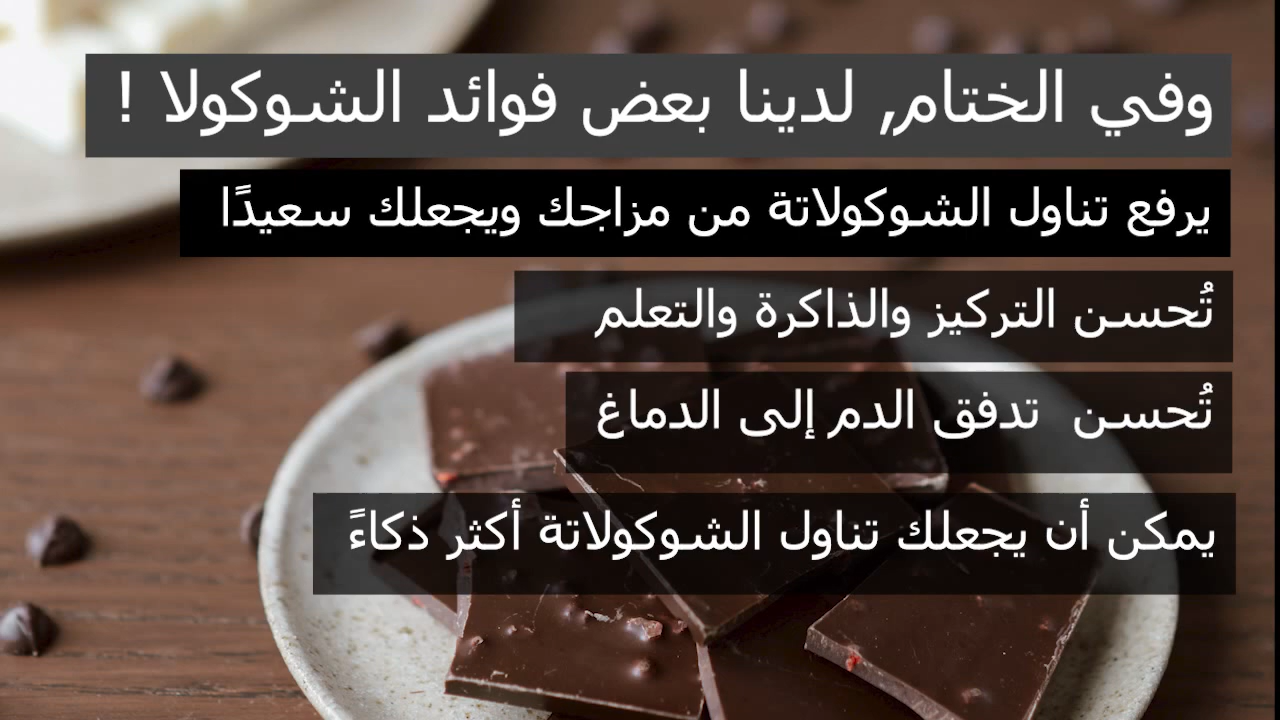 وفي الختام, لدينا بعض فوائد الشوكولا !
يرفع تناول الشوكولاتة من مزاجك ويجعلك سعيدًا
تُحسن التركيز والذاكرة والتعلم
تُحسن تدفق الدم إلى الدماغ
يمكن أن يجعلك تناول الشوكولاتة أكثر ذكاءً